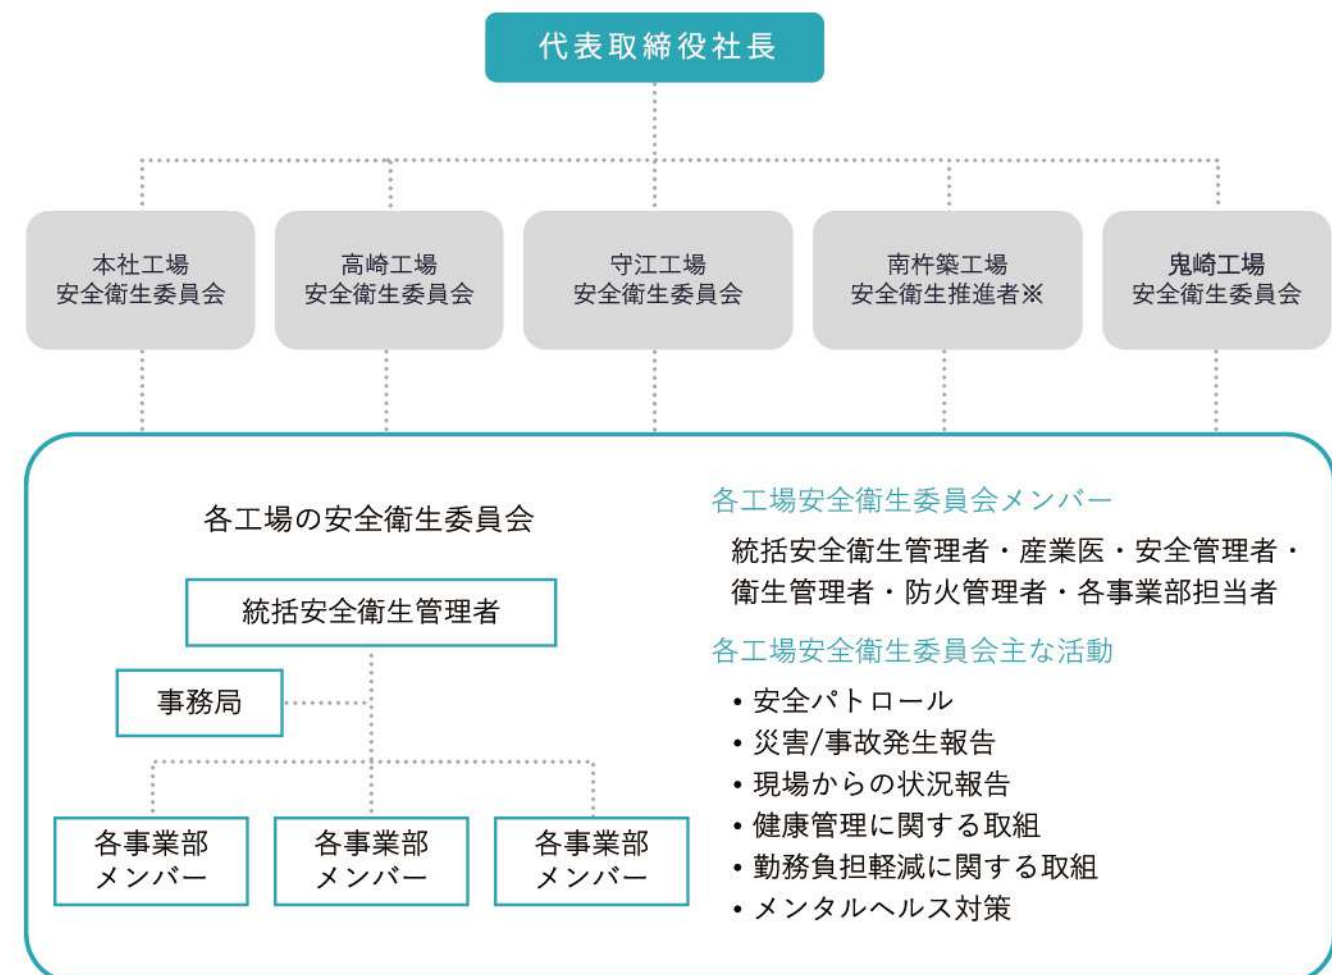 代表取締役社長
本社工場
安全衛生委員会
高崎工場
安全衛生委員会
守江工場
安全衛生委員会
南杵築工場
安全衛生推進者※
鬼崎工場
安全衛生委員会
各工場の安全衛生委員会
統括安全衛生管理者
事務局
各事業部
メンバー
各事業部
メンバー
各事業部
メンバー
各工場安全衛生委員会メンバー
統括安全衛生管理者・産業医・安全管理者・
衛生管理者・防火管理者・各事業部担当者
各工場安全衛生委員会主な活動
•安全パトロール
•災害/事故発生報告
•現場からの状況報告
•健康管理に関する取組
•勤務負担軽減に関する取組
•メンタルヘルス対策